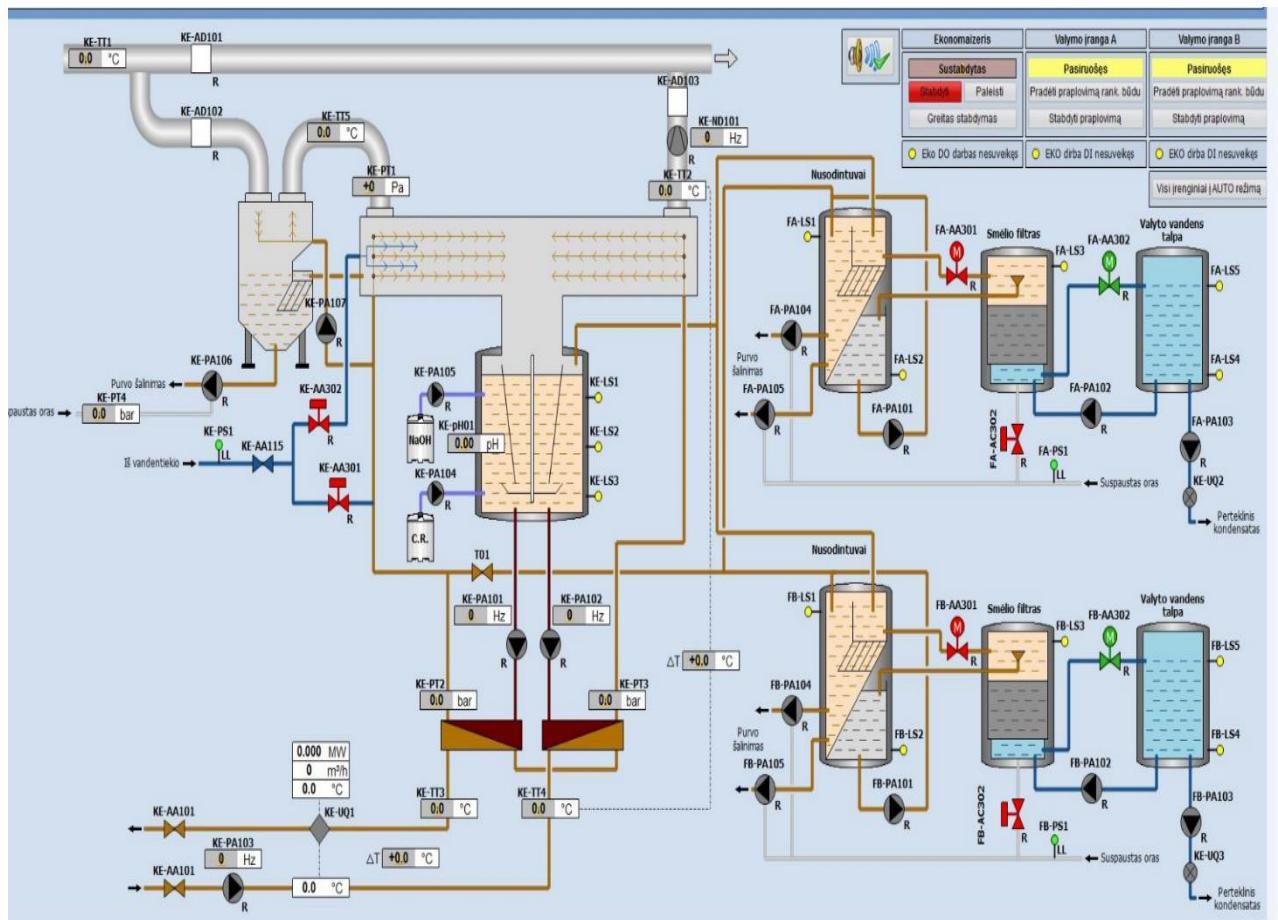 KE-TT1
0.0 °C
KE-AD101
R
KE-AD102
R
KE-TT5
0.0 °C
KE-PT1
+0 Pa
KE-AD103
R
KE-ND101
0 Hz
KE-TT2
0.0 °C
Ekonomaizeris
Sustabdytas
Stabdyti Paleisti
Greitas stabdymas
Eko DO darbas nesuveikęs
Valymo įranga A
Pasiruošęs
Pradėti praplovimą rank. būdu
Stabdyti praplovimą
EKO dirba DI nesuveikęs
Valymo įranga B
Pasiruošęs
Pradėti praplovimą rank. būdu
Stabdyti praplovimą
EKO dirba DI nesuveikęs
Visi įrenginiai į AUTO režimą
KE-PA107
R
KE-PA106
R
Purvo šalinimas
KE-PT4
0.0 bar
spaustas oras
KE-AA302
R
KE-PS1
LL
KE-AA115
Iš vandentiekio
KE-AA301
R
KE-PA105
R
NaOH
KE-pH01
0.00 pH
KE-PA104
R
C.R.
KE-LS1
KE-LS2
KE-LS3
T01
KE-PA101
0 Hz
R
KE-PA102
0 Hz
R
KE-PT2
0.0 bar
KE-PT3
0.0 bar
ΔT +0.0 °C
0.000 MW
0 m³/h
0.0 °C
KE-UQ1
KE-TT3
0.0 °C
KE-TT4
0.0 °C
KE-AA101
KE-PA103
0 Hz
R
KE-AA101
0.0 °C
ΔT +0.0 °C
Nusodintuvai
FA-LS1
FA-AA301
M
R
Smėlio filtras
FA-LS3
FA-AA302
M
R
Valyto vandens
talpa
FA-LS5
FA-LS4
FA-PA104
R
Purvo
šalinimas
FA-PA105
R
FA-LS2
FA-PA101
R
FA-PA102
R
FA-AC302
R
FA-PS1
LL
Suspaustas oras
FA-PA103
R
KE-UQ2
Perteklinis
kondensatas
Nusodintuvai
FB-LS1
FB-AA301
M
R
Smėlio filtras
FB-LS3
FB-AA302
M
R
Valyto vandens
talpa
FB-LS5
FB-LS4
FB-PA104
R
Purvo
šalinimas
FB-PA105
R
FB-LS2
FB-PA101
R
FB-PA102
R
FB-AC302
R
FB-PS1
LL
Suspaustas oras
FB-PA103
R
KE-UQ3
Perteklinis
kondensatas